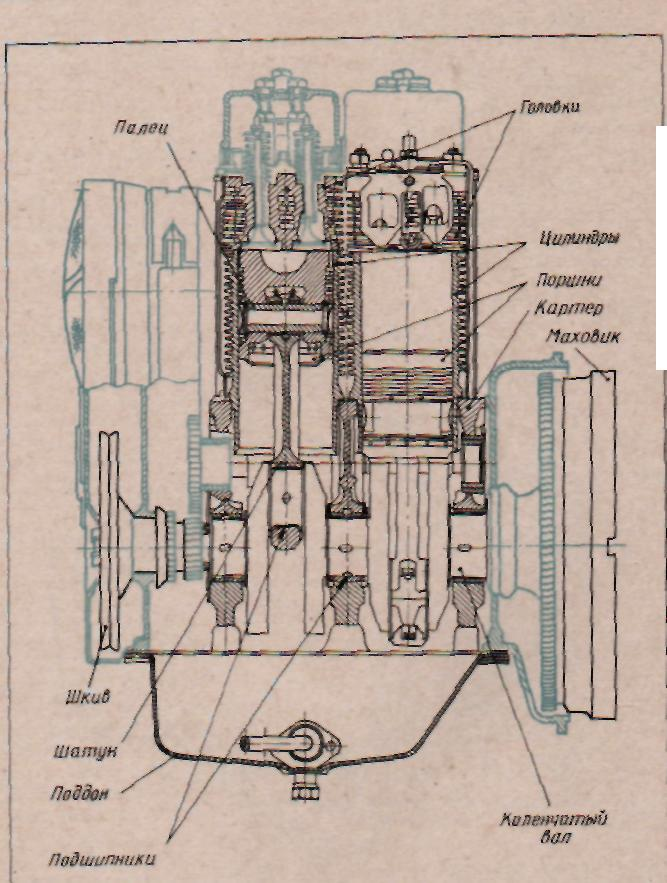 Головки
Палец
Цилиндры
Поршни
Картер
Маховик
Шкив
Шатун
Поддон
Коленчатый
вал
Подшипники